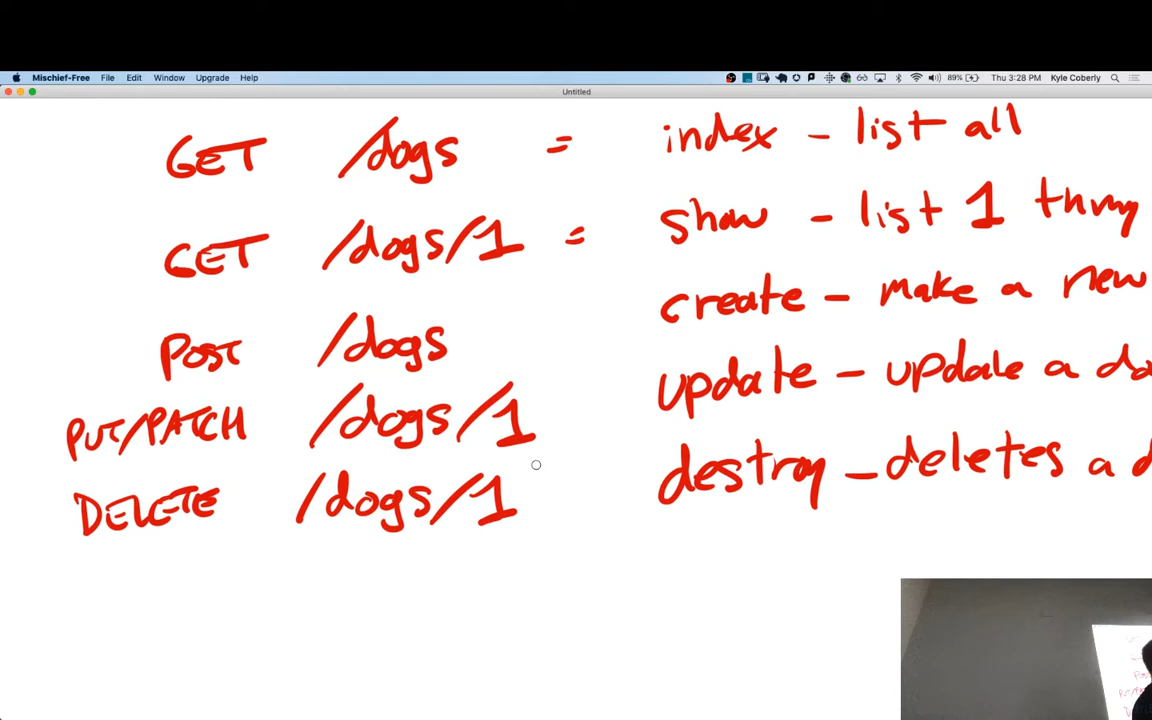 Mischief-Free File Edit Window Upgrade Help 89% Thu 3:28 PM Kyle Coberly
Untitled
GET /dogs = index - list all
GET /dogs/1 = show - list 1 thing
POST /dogs create - make a new
PUT/PATCH /dogs/1 update - update a do
DELETE /dogs/1 destroy - deletes a d